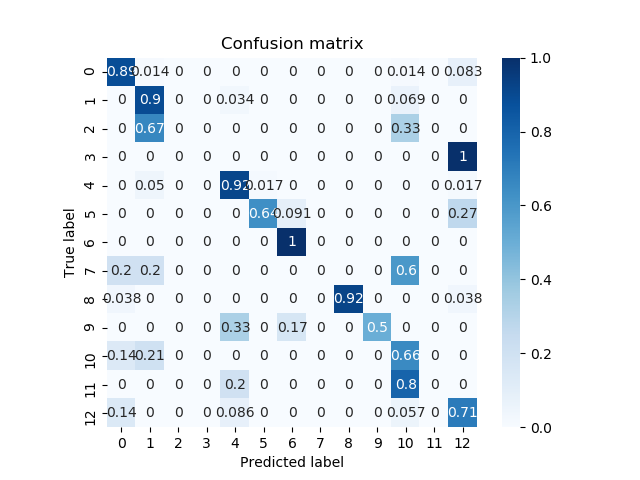 Confusion matrix
0 0.89 0.014 0 0 0 0 0 0 0 0 0.014 0 0.083
1 0 0.9 0 0 0.034 0 0 0 0 0 0.069 0 0
2 0 0.67 0 0 0 0 0 0 0 0 0.33 0 0
3 0 0 0 0 0 0 0 0 0 0 0 0 1
4 0 0.05 0 0 0.92 0.017 0 0 0 0 0 0 0.017
5 0 0 0 0 0 0.64 0.091 0 0 0 0 0 0.27
6 0 0 0 0 0 0 1 0 0 0 0 0 0
7 0.2 0.2 0 0 0 0 0 0 0 0 0.6 0 0
8 0.038 0 0 0 0 0 0 0 0.92 0 0 0 0.038
9 0 0 0 0 0.33 0 0.17 0 0 0.5 0 0 0
10 0.14 0.21 0 0 0 0 0 0 0 0 0.66 0 0
11 0 0 0 0 0.2 0 0 0 0 0 0.8 0 0
12 0.14 0 0 0 0.086 0 0 0 0 0 0.057 0 0.71
0 1 2 3 4 5 6 7 8 9 10 11 12
Predicted label
True label
1.0
0.8
0.6
0.4
0.2
0.0